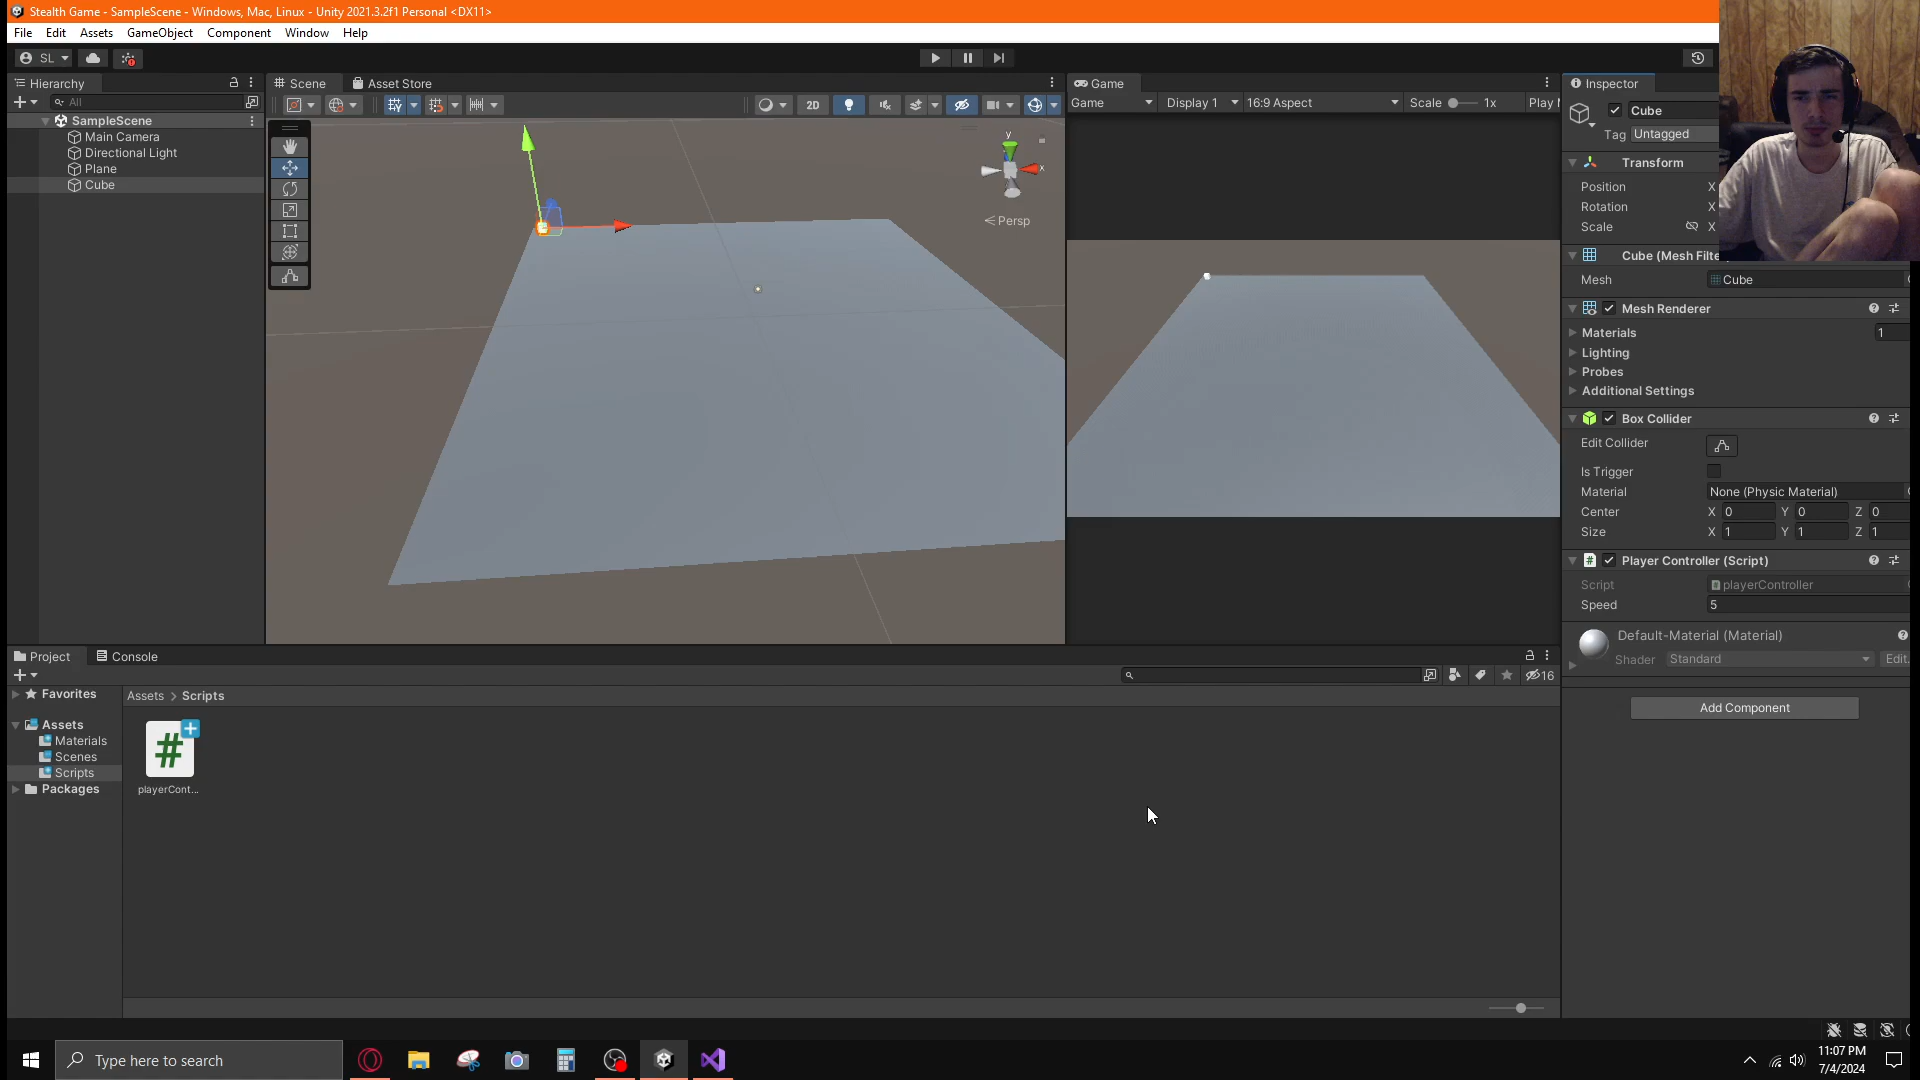 Stealth Game - SampleScene - Windows, Mac, Linux - Unity 2021.3.2f1 Personal <DX11>
File Edit Assets GameObject Component Window Help
SL
Hierarchy
All
SampleScene
Main Camera
Directional Light
Plane
Cube
Scene Asset Store
2D
y
x
Persp
Game
Game Display 1 16:9 Aspect Scale 1x Play
Inspector
Cube
Tag Untagged
Transform
Position X
Rotation X
Scale X
Cube (Mesh Filte
Mesh Cube
Mesh Renderer
Materials 1
Lighting
Probes
Additional Settings
Box Collider
Edit Collider
Is Trigger
Material None (Physic Material)
Center X 0 Y 0 Z 0
Size X 1 Y 1 Z 1
Player Controller (Script)
Script # playerController
Speed 5
Default-Material (Material)
Shader Standard Edit.
Add Component
Project Console
16
Favorites
Assets
Materials
Scenes
Scripts
Packages
Assets > Scripts
#
playerCont...
Type here to search
11:07 PM
7/4/2024